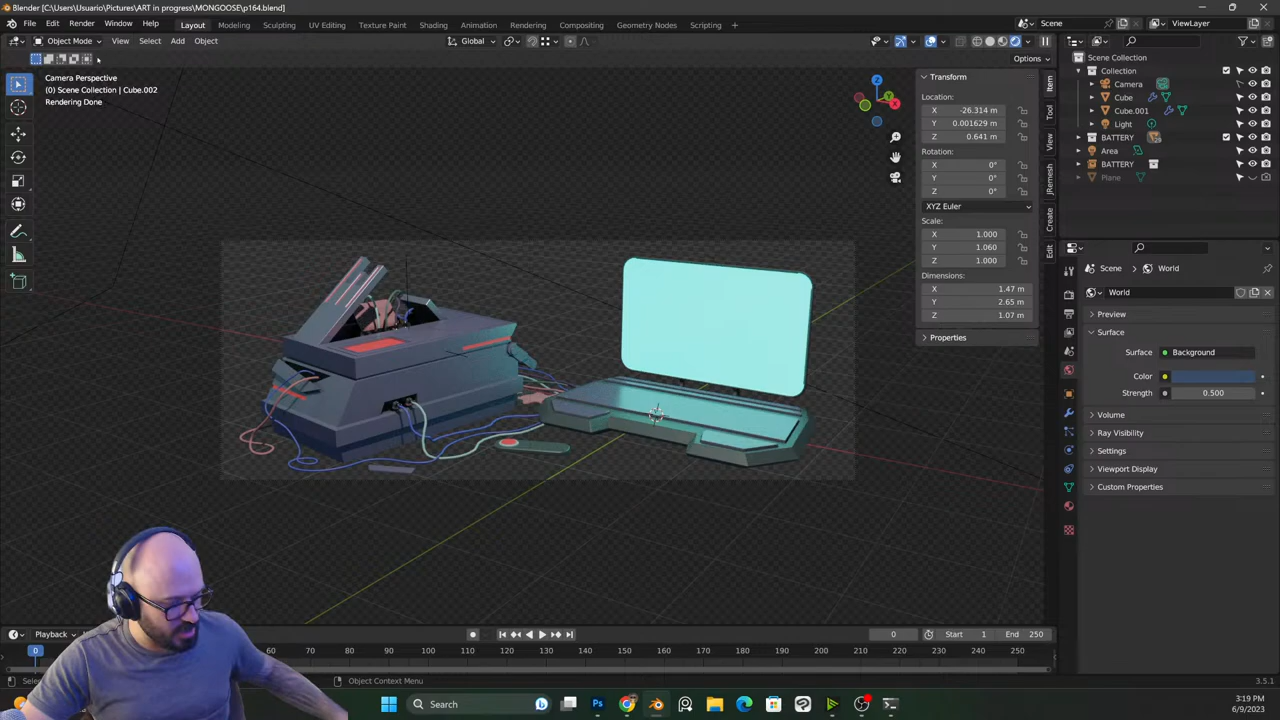 Blender [C:\Users\Usuario\Pictures\ART in progress\MONGOOSE\p164.blend]
File Edit Render Window Help Layout Modeling Sculpting UV Editing Texture Paint Shading Animation Rendering Compositing Geometry Nodes Scripting + Scene ViewLayer
Object Mode View Select Add Object Global
Options
Camera Perspective
(0) Scene Collection | Cube.002
Rendering Done
Transform
Location:
X -26.314 m
Y 0.001629 m
Z 0.641 m
Rotation:
X 0°
Y 0°
Z 0°
XYZ Euler
Scale:
X 1.000
Y 1.060
Z 1.000
Dimensions:
X 1.47 m
Y 2.65 m
Z 1.07 m
Properties
Item
Tool
View
JRemesh
Create
Edit
Z
Y
X
Scene Collection
Collection
Camera
Cube
Cube.001
Light
BATTERY
Area
BATTERY
Plane
Scene World
World
Preview
Surface
Surface Background
Color
Strength 0.500
Volume
Ray Visibility
Settings
Viewport Display
Custom Properties
Playback
0 Start 1 End 250
0 60 70 80 90 100 110 120 130 140 150 160 170 180 190 200 210 220 230 240 250
Object Context Menu
3.5.1
Search
3:19 PM
6/9/2023